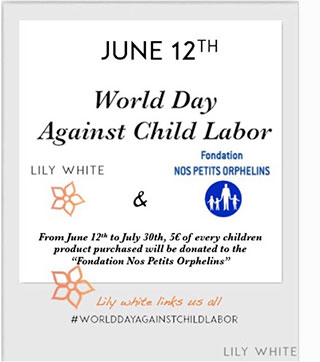 JUNE 12TH
World Day
Against Child Labor
LILY WHITE
&
Fondation
NOS PETITS ORPHELINS
From June 12th to July 30th, 5€ of every children
product purchased will be donated to the
“Fondation Nos Petits Orphelins”
Lily white links us all
#WORLDDAYAGAINSTCHILDLABOR
LILY WHITE